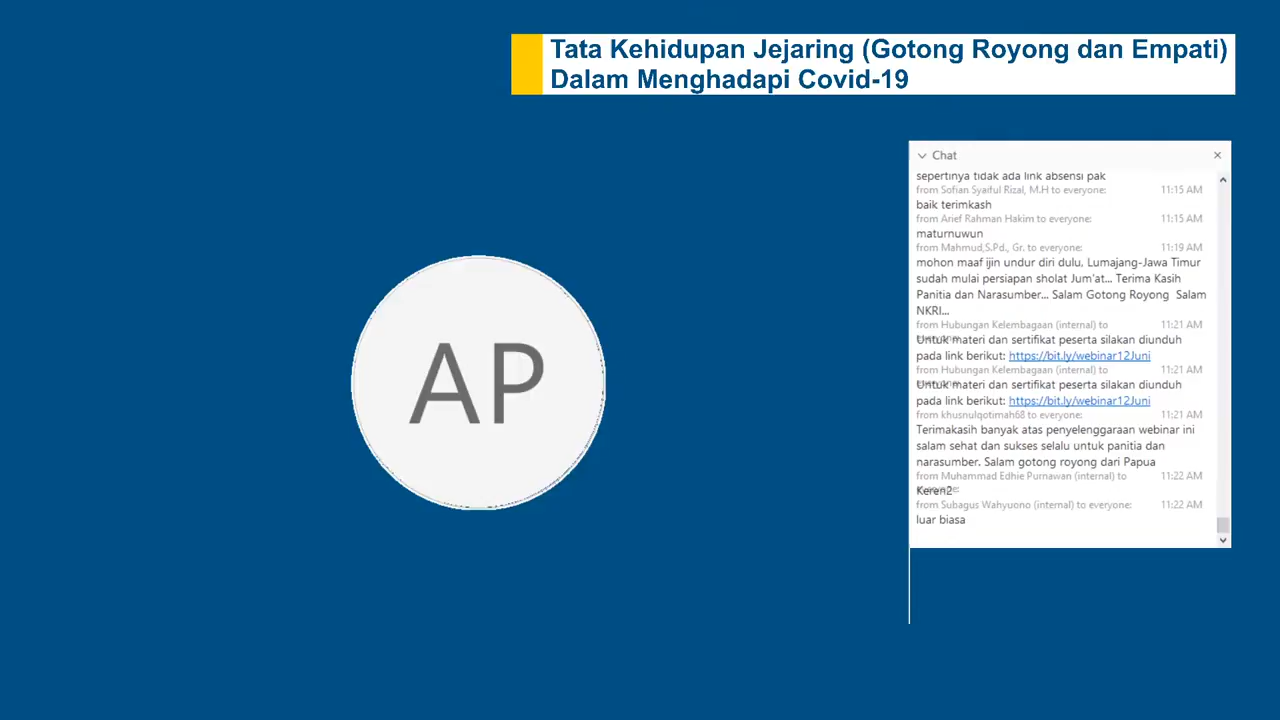 Tata Kehidupan Jejaring (Gotong Royong dan Empati)
Dalam Menghadapi Covid-19
AP
Chat
sepertinya tidak ada link absensi pak
from Sofian Syaiful Rizal, M.H to everyone: 11:15 AM
baik terimkash
from Arief Rahman Hakim to everyone: 11:15 AM
maturnuwun
from Mahmud,S.Pd., Gr. to everyone: 11:19 AM
mohon maaf ijin undur diri dulu, Lumajang-Jawa Timur
sudah mulai persiapan sholat Jum'at... Terima Kasih
Panitia dan Narasumber... Salam Gotong Royong Salam
NKRI...
from Hubungan Kelembagaan (internal) to 11:21 AM
Untuk materi dan sertifikat peserta silakan diunduh
pada link berikut: https://bit.ly/webinar12Juni
from Hubungan Kelembagaan (internal) to 11:21 AM
Untuk materi dan sertifikat peserta silakan diunduh
pada link berikut: https://bit.ly/webinar12Juni
from khusnulqotimah68 to everyone: 11:21 AM
Terimakasih banyak atas penyelenggaraan webinar ini
salam sehat dan sukses selalu untuk panitia dan
narasumber. Salam gotong royong dari Papua
from Muhammad Edhie Purnawan (internal) to 11:22 AM
Keren2
from Subagus Wahyuono (internal) to everyone: 11:22 AM
luar biasa